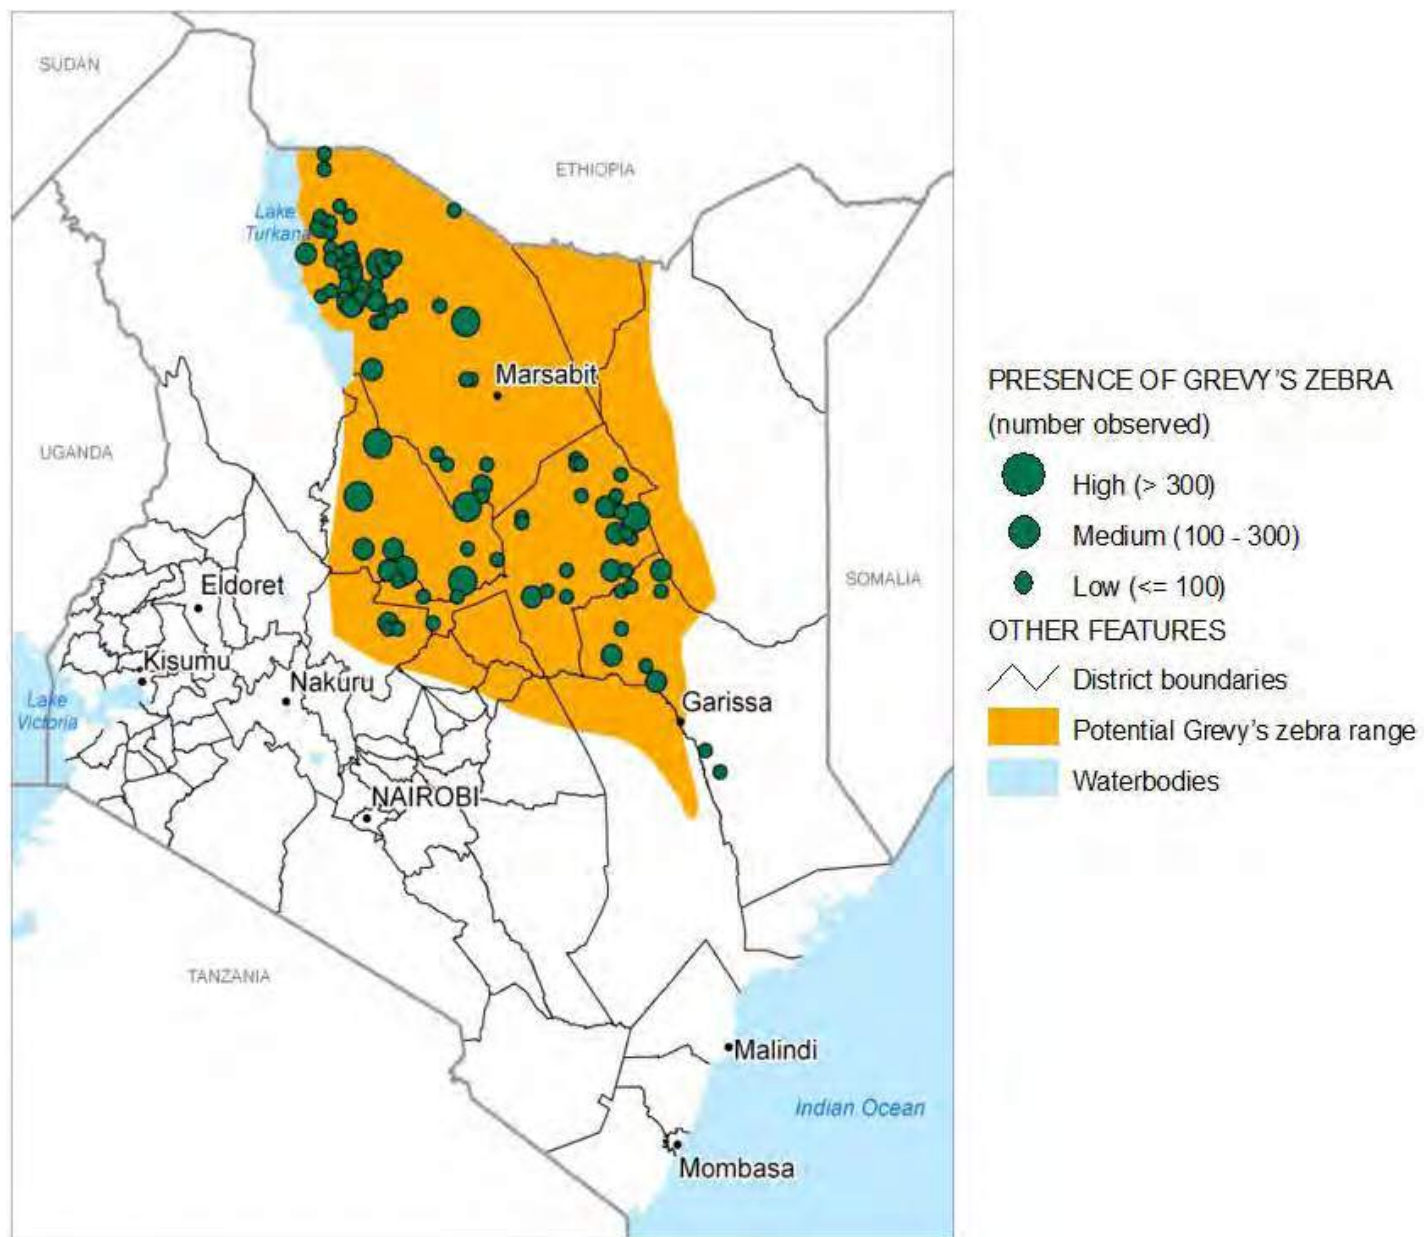 SUDAN
ETHIOPIA
Lake
Turkana
Marsabit
UGANDA
Eldoret
SOMALIA
Kisumu
Nakuru
Lake
Victoria
Garissa
NAIROBI
TANZANIA
Malindi
Indian Ocean
Mombasa
PRESENCE OF GREVY'S ZEBRA
(number observed)
High (> 300)
Medium (100 - 300)
Low (<= 100)
OTHER FEATURES
District boundaries
Potential Grevy's zebra range
Waterbodies